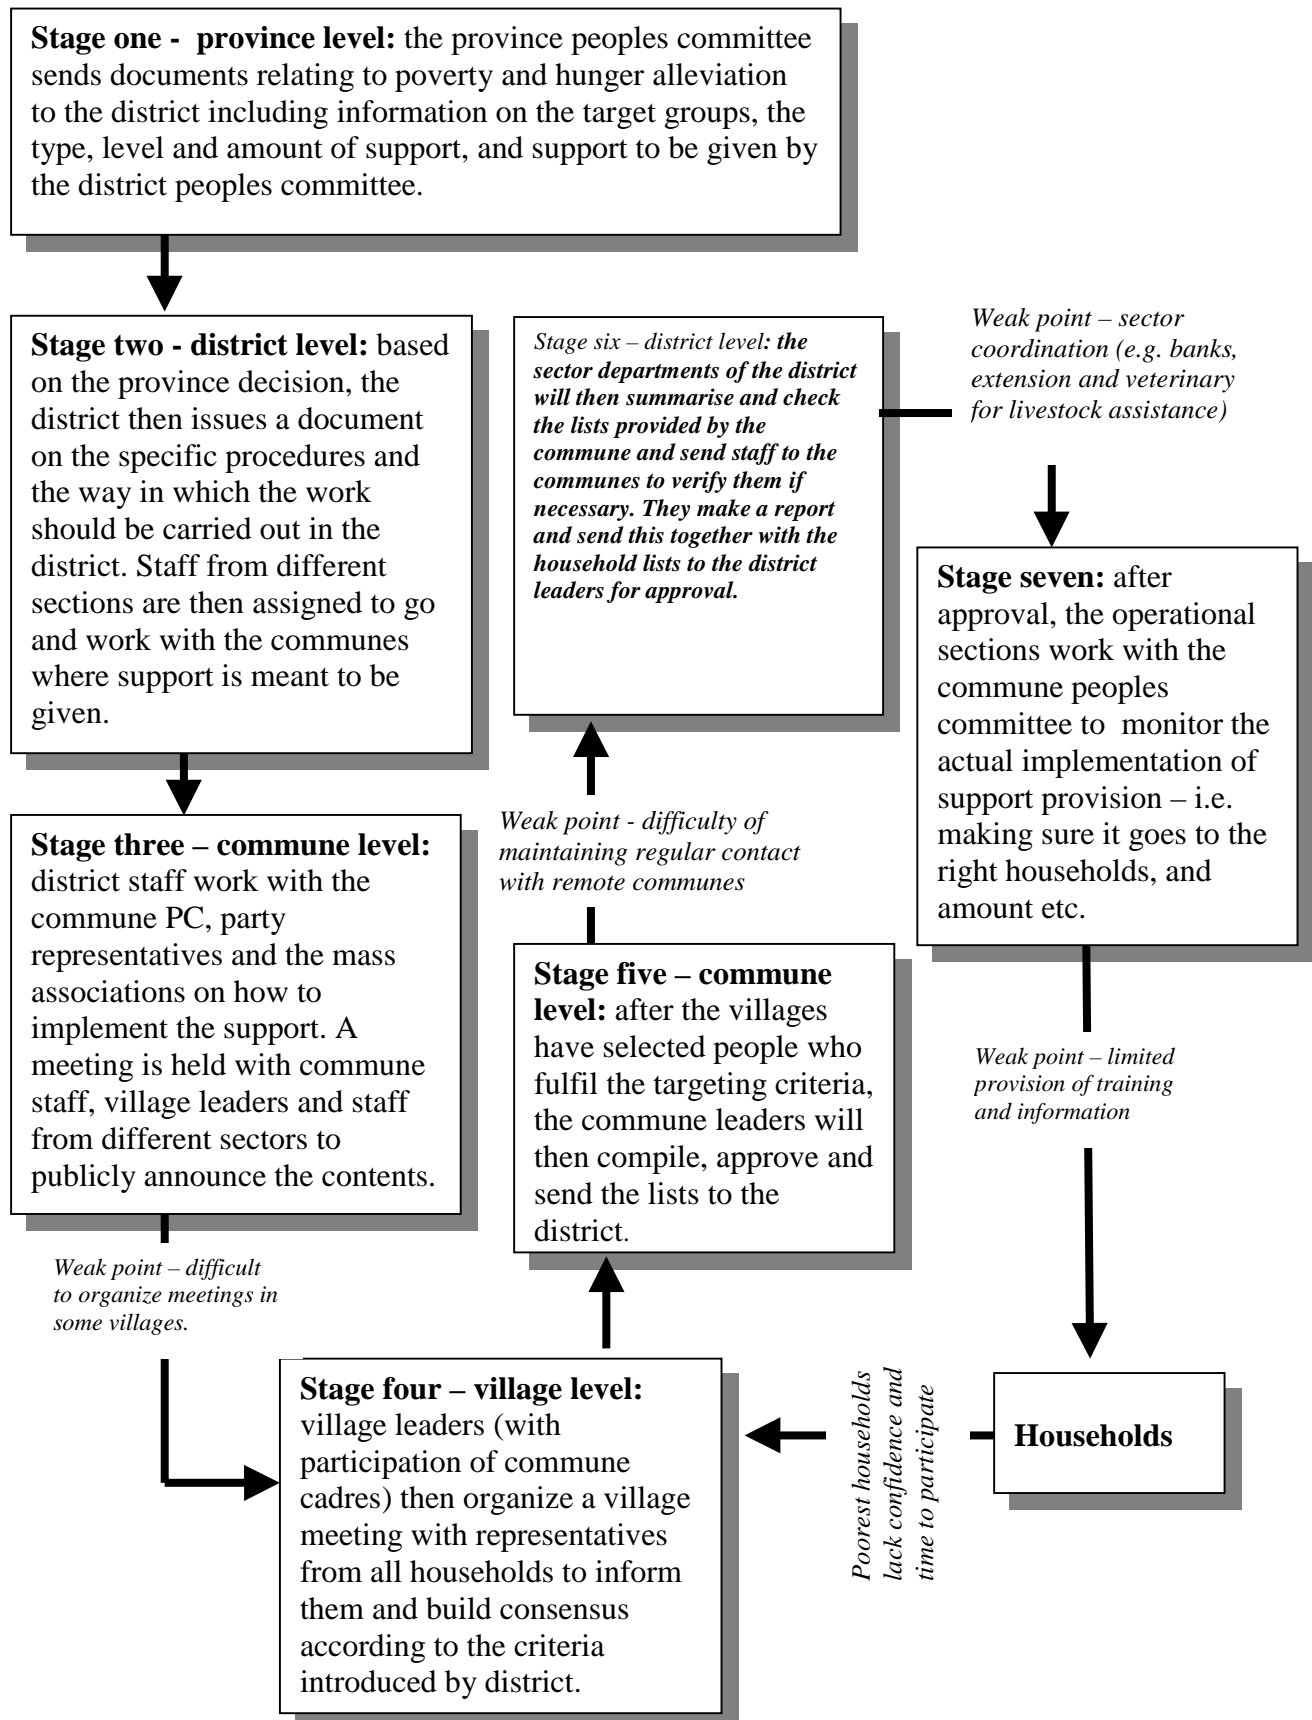 Stage one - province level: the province peoples committee
sends documents relating to poverty and hunger alleviation
to the district including information on the target groups, the
type, level and amount of support, and support to be given by
the district peoples committee.
Stage two - district level: based
on the province decision, the
district then issues a document
on the specific procedures and
the way in which the work
should be carried out in the
district. Staff from different
sections are then assigned to go
and work with the communes
where support is meant to be
given.
Stage three – commune level:
district staff work with the
commune PC, party
representatives and the mass
associations on how to
implement the support. A
meeting is held with commune
staff, village leaders and staff
from different sectors to
publicly announce the contents.
Weak point – difficult
to organize meetings in
some villages.
Stage four – village level:
village leaders (with
participation of commune
cadres) then organize a village
meeting with representatives
from all households to inform
them and build consensus
according to the criteria
introduced by district.
Stage five – commune
level: after the villages
have selected people who
fulfil the targeting criteria,
the commune leaders will
then compile, approve and
send the lists to the
district.
Weak point - difficulty of
maintaining regular contact
with remote communes
Stage six – district level: the
sector departments of the district
will then summarise and check
the lists provided by the
commune and send staff to the
communes to verify them if
necessary. They make a report
and send this together with the
household lists to the district
leaders for approval.
Weak point – sector
coordination (e.g. banks,
extension and veterinary
for livestock assistance)
Stage seven: after
approval, the operational
sections work with the
commune peoples
committee to monitor the
actual implementation of
support provision – i.e.
making sure it goes to the
right households, and
amount etc.
Weak point – limited
provision of training
and information
Households
Poorest households
lack confidence and
time to participate